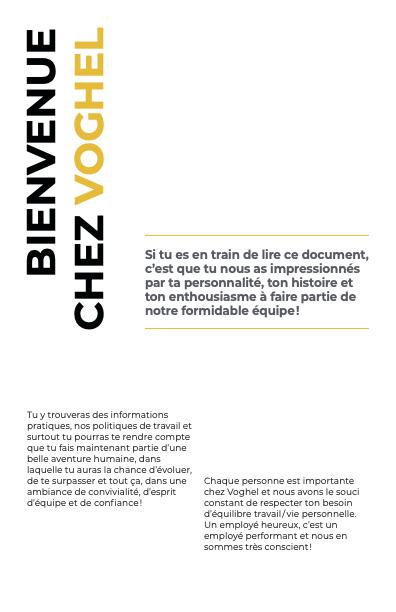 BIENVENUE
CHEZ VOGHEL
Si tu es en train de lire ce document,
c'est que tu nous as impressionnés
par ta personnalité, ton histoire et
ton enthousiasme à faire partie de
notre formidable équipe!
Tu y trouveras des informations
pratiques, nos politiques de travail et
surtout tu pourras te rendre compte
que tu fais maintenant partie d'une
belle aventure humaine, dans
laquelle tu auras la chance d'évoluer,
de te surpasser et tout ça, dans une
ambiance de convivialité, d'esprit
d'équipe et de confiance!
Chaque personne est importante
chez Voghel et nous avons le souci
constant de respecter ton besoin
d'équilibre travail/vie personnelle.
Un employé heureux, c'est un
employé performant et nous en
sommes très conscient!